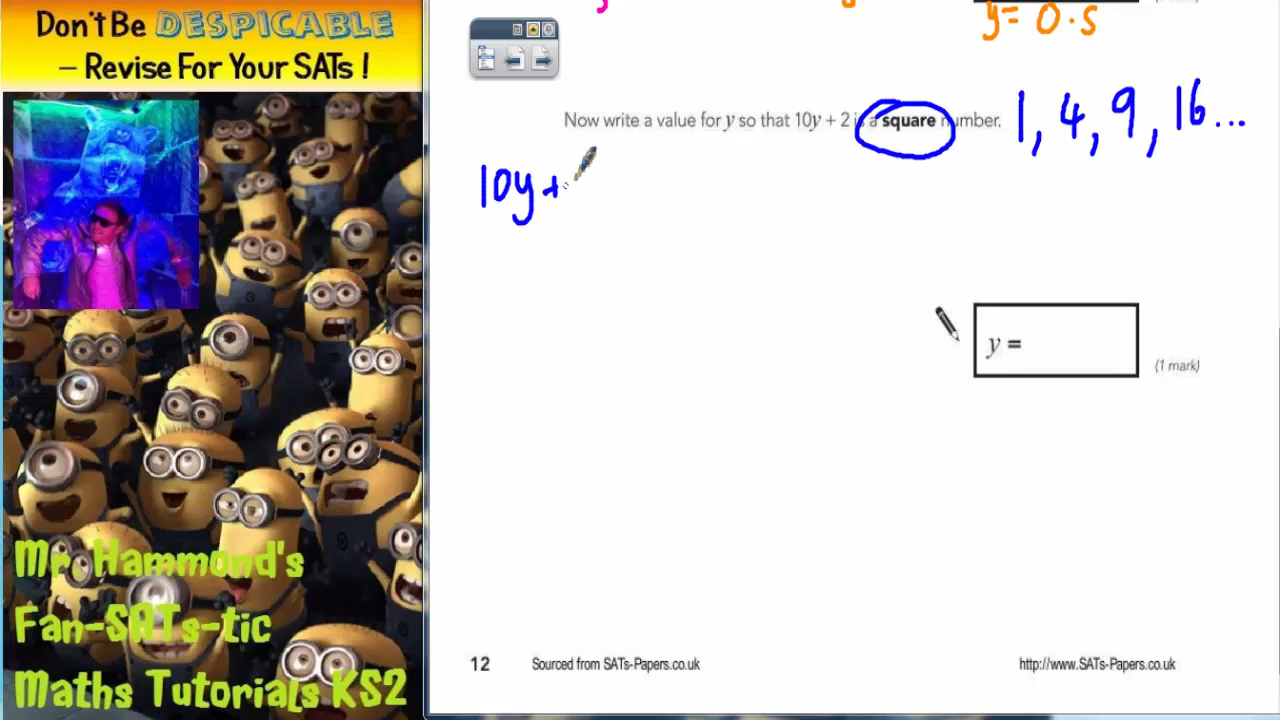 Don't Be DESPICABLE
– Revise For Your SATs !
y= 0.5
Now write a value for y so that 10y + 2 is a square number.
1, 4, 9, 16...
10y +
y =
(1 mark)
Mr. Hammond's
Fan-SATs-tic
Maths Tutorials KS2
12
Sourced from SATs-Papers.co.uk
http://www.SATs-Papers.co.uk